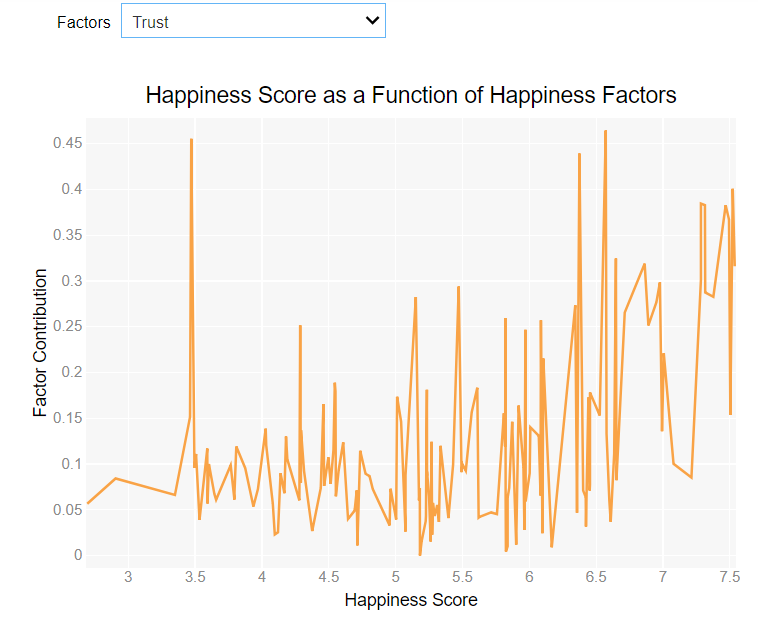 Factors Trust
Happiness Score as a Function of Happiness Factors
Factor Contribution
0.45
0.4
0.35
0.3
0.25
0.2
0.15
0.1
0.05
0
3 3.5 4 4.5 5 5.5 6 6.5 7 7.5
Happiness Score